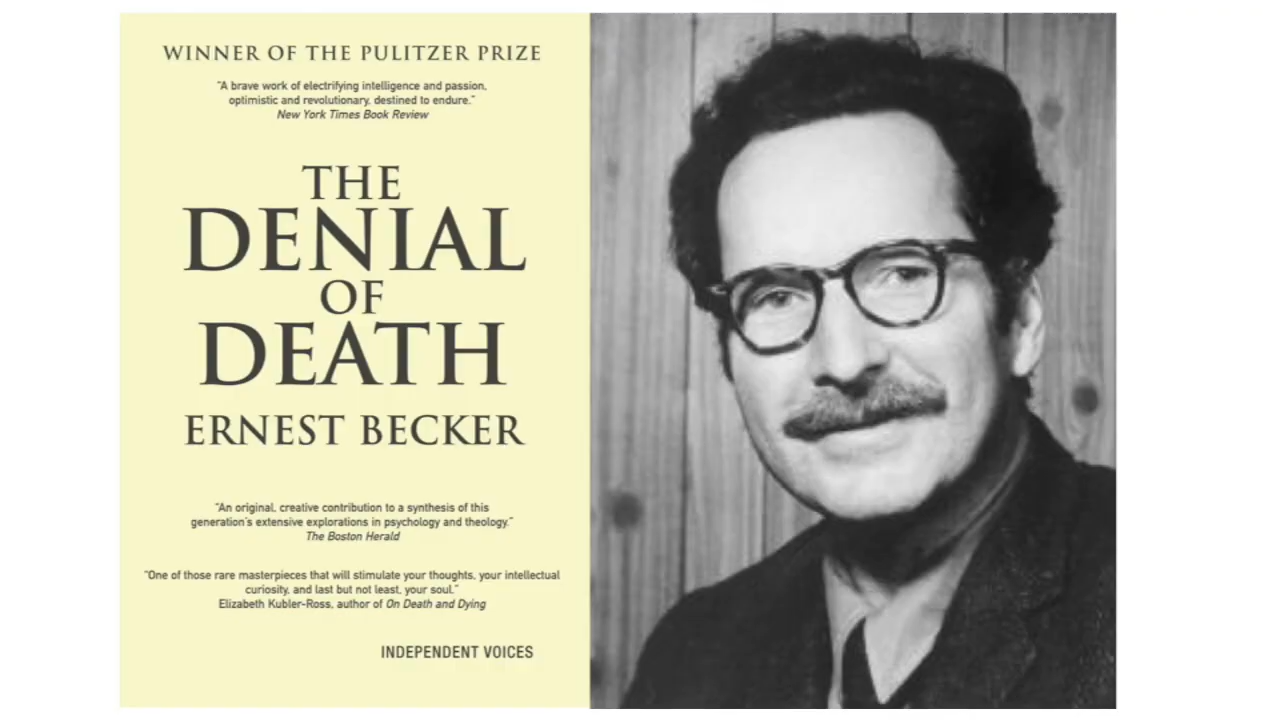 WINNER OF THE PULITZER PRIZE
"A brave work of electrifying intelligence and passion,
optimistic and revolutionary, destined to endure."
New York Times Book Review
THE
DENIAL
OF
DEATH
ERNEST BECKER
"An original, creative contribution to a synthesis of this
generation's extensive explorations in psychology and theology."
The Boston Herald
"One of those rare masterpieces that will stimulate your thoughts, your intellectual
curiosity, and last but not least, your soul."
Elizabeth Kubler-Ross, author of On Death and Dying
INDEPENDENT VOICES